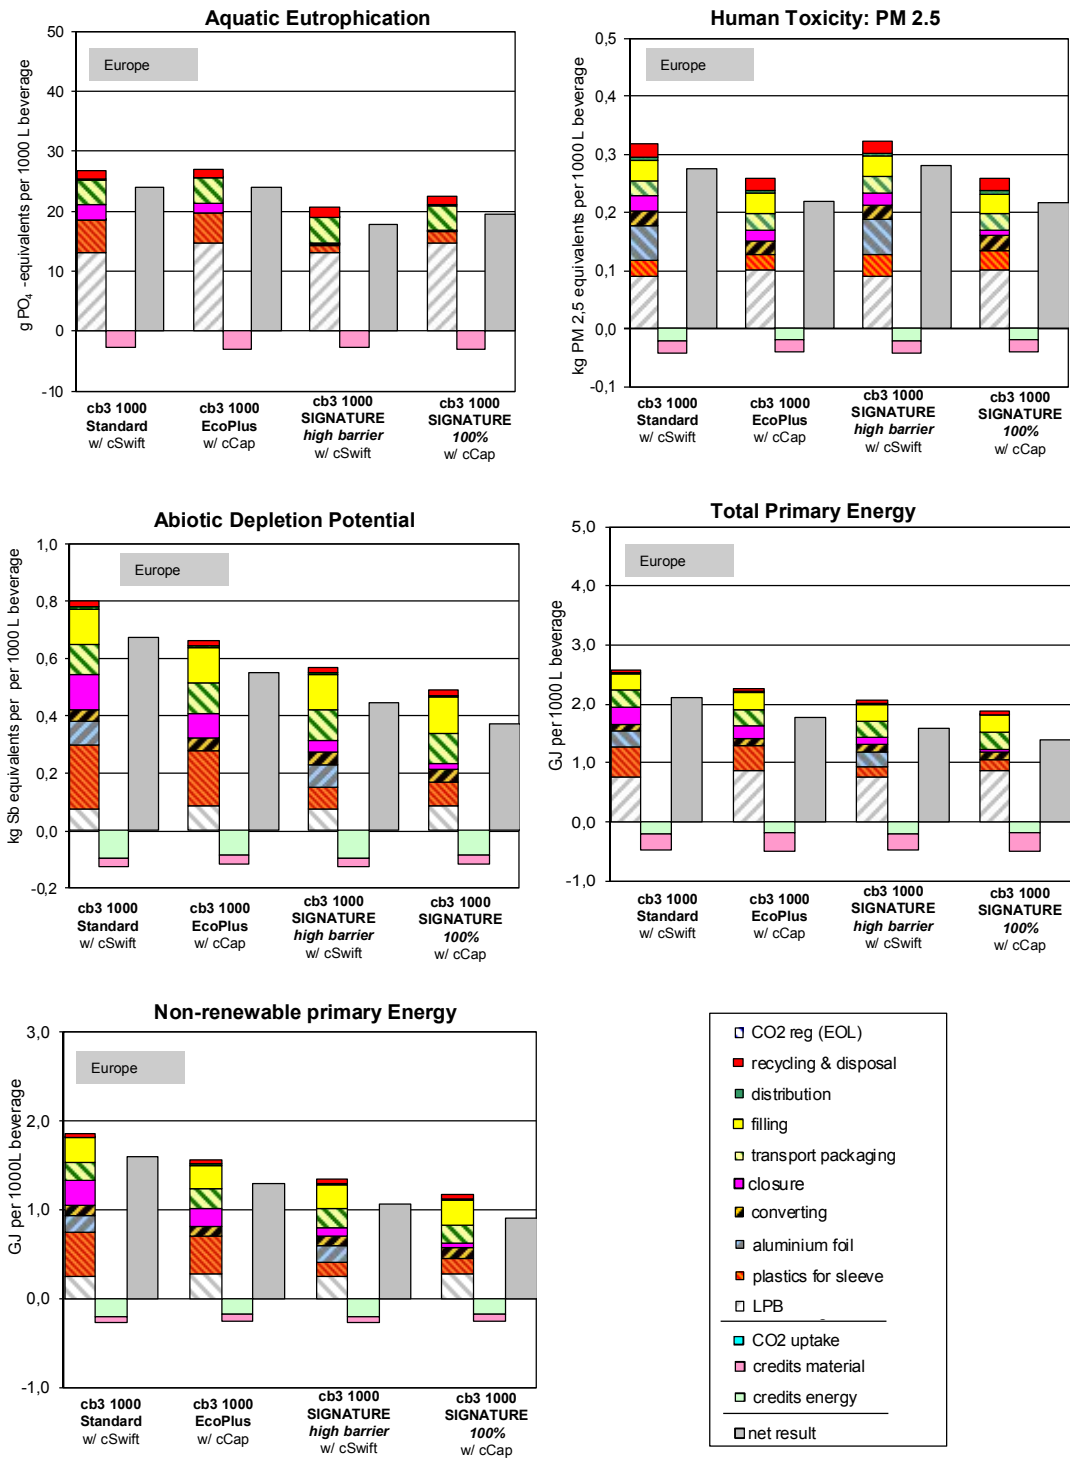 Aquatic Eutrophication
g PO₄ -equivalents per 1000 L beverage
50
40
30
20
10
0
-10
Europe
cb3 1000
Standard
w/ cSwift
cb3 1000
EcoPlus
w/ cCap
cb3 1000
SIGNATURE
high barrier
w/ cSwift
cb3 1000
SIGNATURE
100%
w/ cCap
Human Toxicity: PM 2.5
kg PM 2,5 equivalents per 1000 L beverage
0,5
0,4
0,3
0,2
0,1
0,0
-0,1
Europe
cb3 1000
Standard
w/ cSwift
cb3 1000
EcoPlus
w/ cCap
cb3 1000
SIGNATURE
high barrier
w/ cSwift
cb3 1000
SIGNATURE
100%
w/ cCap
Abiotic Depletion Potential
kg Sb equivalents per per 1000 L beverage
1,0
0,8
0,6
0,4
0,2
0,0
-0,2
Europe
cb3 1000
Standard
w/ cSwift
cb3 1000
EcoPlus
w/ cCap
cb3 1000
SIGNATURE
high barrier
w/ cSwift
cb3 1000
SIGNATURE
100%
w/ cCap
Total Primary Energy
GJ per 1000 L beverage
5,0
4,0
3,0
2,0
1,0
0,0
-1,0
Europe
cb3 1000
Standard
w/ cSwift
cb3 1000
EcoPlus
w/ cCap
cb3 1000
SIGNATURE
high barrier
w/ cSwift
cb3 1000
SIGNATURE
100%
w/ cCap
Non-renewable primary Energy
GJ per 1000L beverage
3,0
2,0
1,0
0,0
-1,0
Europe
cb3 1000
Standard
w/ cSwift
cb3 1000
EcoPlus
w/ cCap
cb3 1000
SIGNATURE
high barrier
w/ cSwift
cb3 1000
SIGNATURE
100%
w/ cCap
CO2 reg (EOL)
recycling & disposal
distribution
filling
transport packaging
closure
converting
aluminium foil
plastics for sleeve
LPB
CO2 uptake
credits material
credits energy
net result